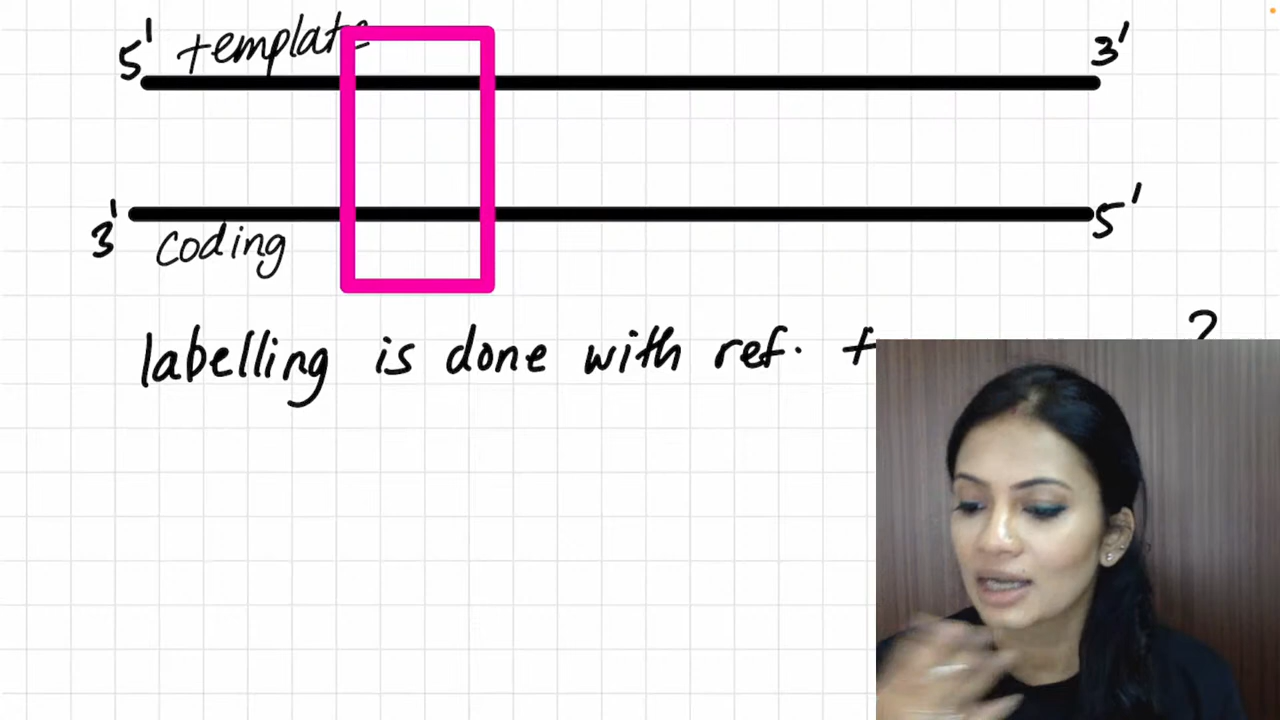 5' template 3'
3' 5'
coding
labelling is done with ref. ?